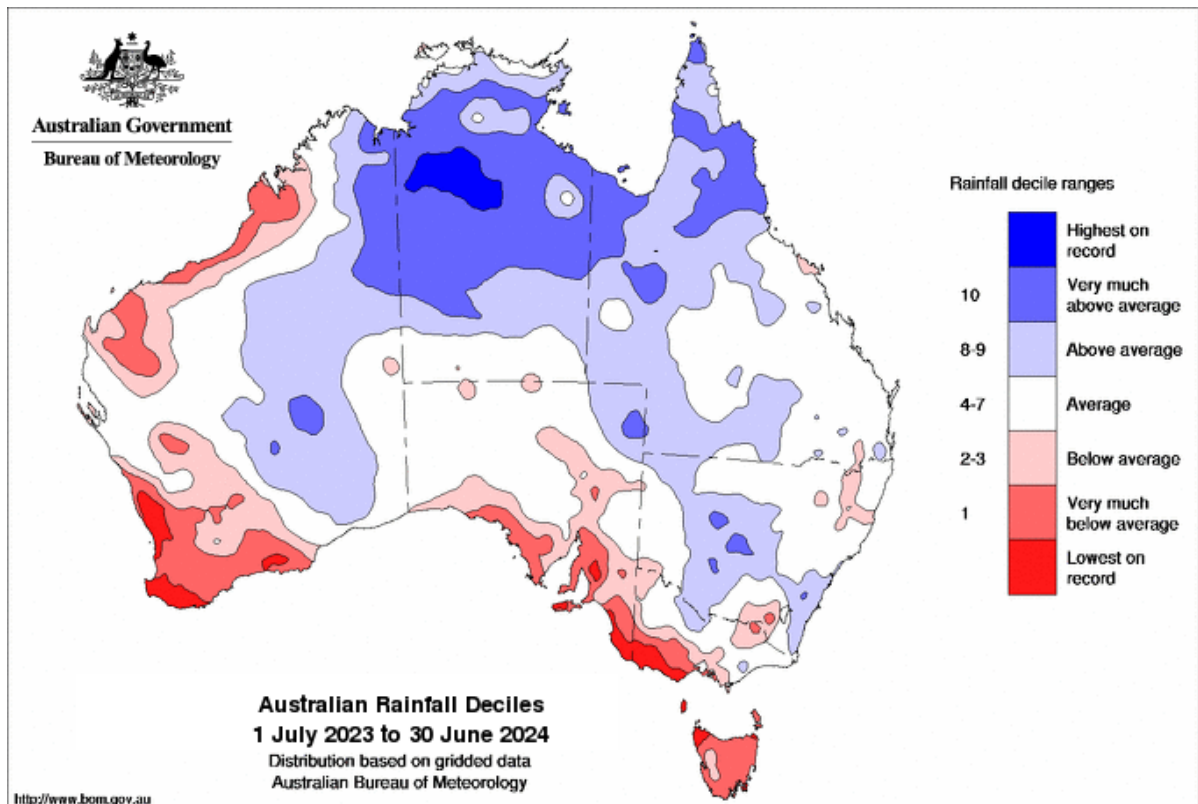 Australian Government
Bureau of Meteorology
Rainfall decile ranges
Highest on
record
10
Very much
above average
8-9
Above average
4-7
Average
2-3
Below average
1
Very much
below average
Lowest on
record
Australian Rainfall Deciles
1 July 2023 to 30 June 2024
Distribution based on gridded data
Australian Bureau of Meteorology
http://www.bom.gov.au